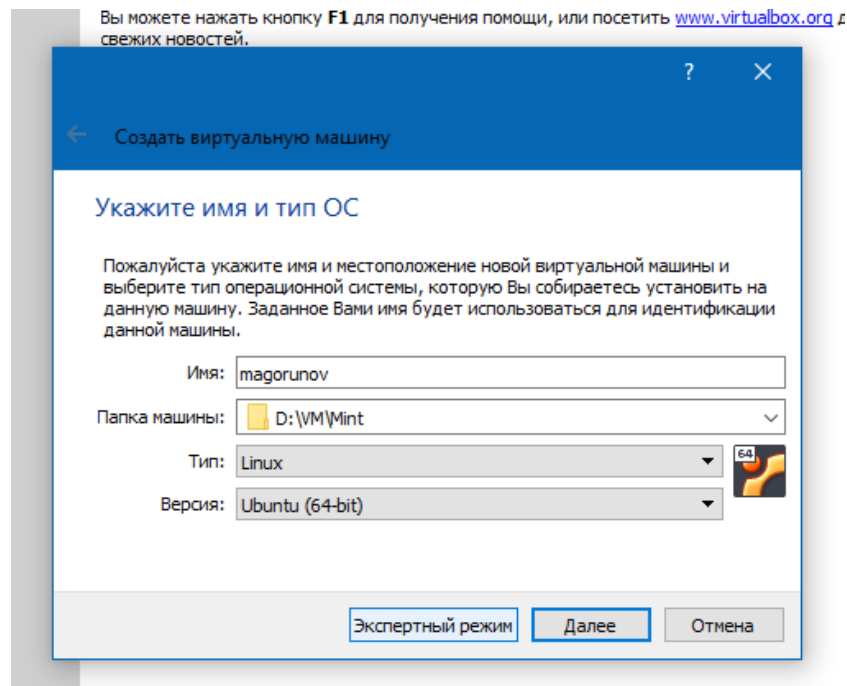 Вы можете нажать кнопку F1 для получения помощи, или посетить www.virtualbox.org
свежих новостей.
?
Создать виртуальную машину
Укажите имя и тип ОС
Пожалуйста укажите имя и местоположение новой виртуальной машины и
выберите тип операционной системы, которую Вы собираетесь установить на
данную машину. Заданное Вами имя будет использоваться для идентификации
данной машины.
Имя: magorunov
Папка машины: D:\VM\Mint
Тип: Linux
64
Версия: Ubuntu (64-bit)
Экспертный режим Далее Отмена